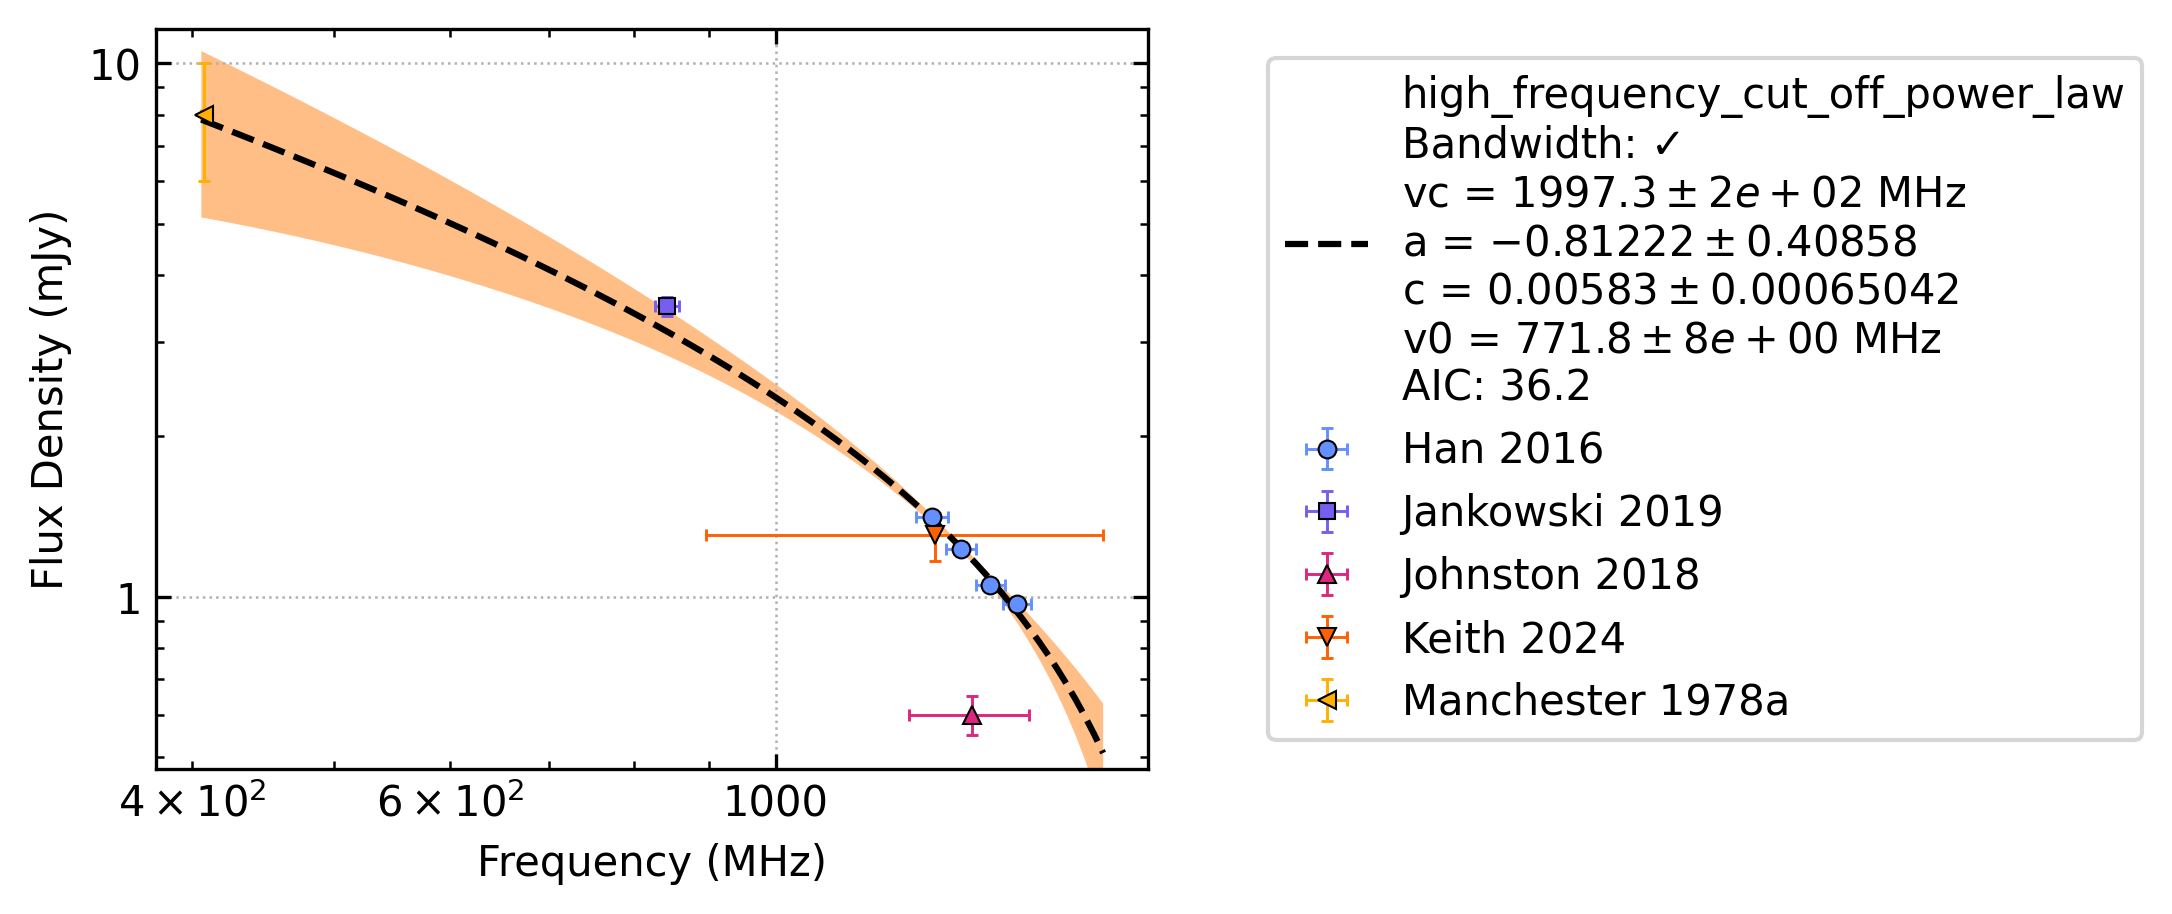 10
1
Flux Density (mJy)
4 × 10²
6 × 10²
1000
Frequency (MHz)
high_frequency_cut_off_power_law
Bandwidth: ✓
vc = 1997.3 ± 2e + 02 MHz
a = −0.81222 ± 0.40858
c = 0.00583 ± 0.00065042
v0 = 771.8 ± 8e + 00 MHz
AIC: 36.2
Han 2016
Jankowski 2019
Johnston 2018
Keith 2024
Manchester 1978a